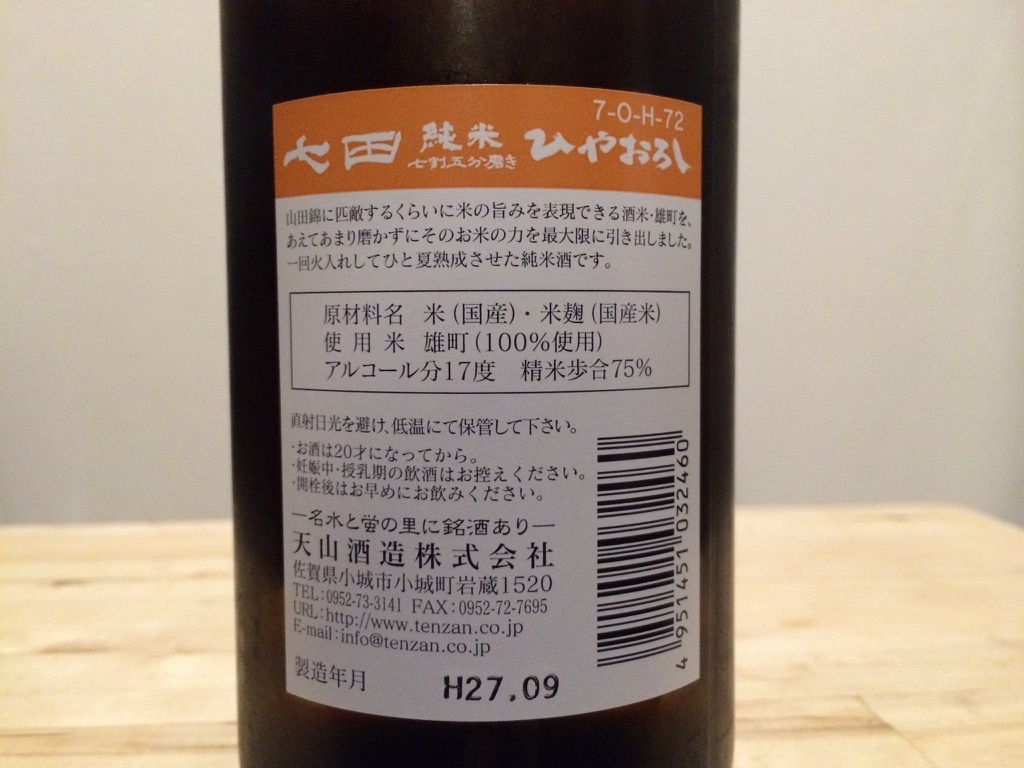 7-O-H-72
七田 純米 ひやおろし
七割五分磨き
山田錦に匹敵するくらいに米の旨みを表現できる酒米・雄町を、
あえてあまり磨かずにそのお米の力を最大限に引き出しました。
一回火入れしてひと夏熟成させた純米酒です。
原材料名 米(国産)・米麹(国産米)
使用米 雄町(100%使用)
アルコール分17度 精米歩合75%
直射日光を避け、低温にて保管して下さい。
・お酒は20才になってから。
・妊娠中・授乳期の飲酒はお控えください。
・開栓後はお早めにお飲みください。
―名水と蛍の里に銘酒あり―
天山酒造株式会社
佐賀県小城市小城町岩蔵1520
TEL:0952-73-3141 FAX:0952-72-7695
URL:http://www.tenzan.co.jp
E-mail:info@tenzan.co.jp
製造年月 H27.09
4 951451 032460